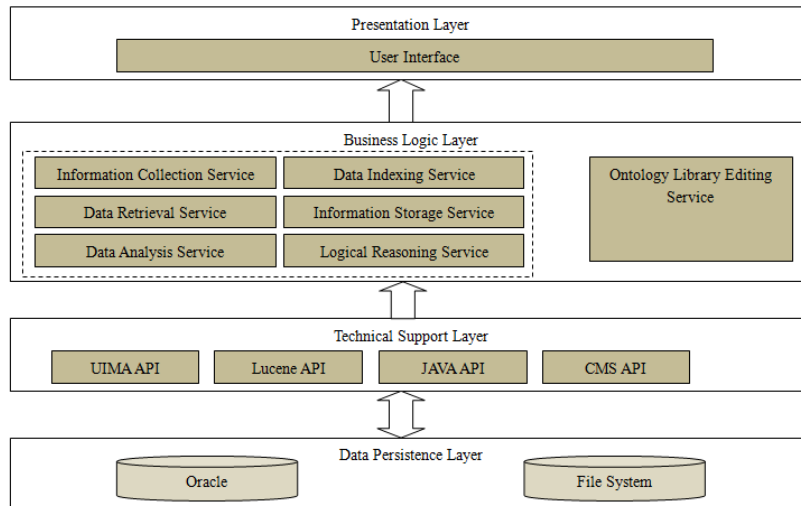 Presentation Layer
User Interface
Business Logic Layer
Information Collection Service
Data Indexing Service
Data Retrieval Service
Information Storage Service
Data Analysis Service
Logical Reasoning Service
Ontology Library Editing
Service
Technical Support Layer
UIMA API
Lucene API
JAVA API
CMS API
Data Persistence Layer
Oracle
File System